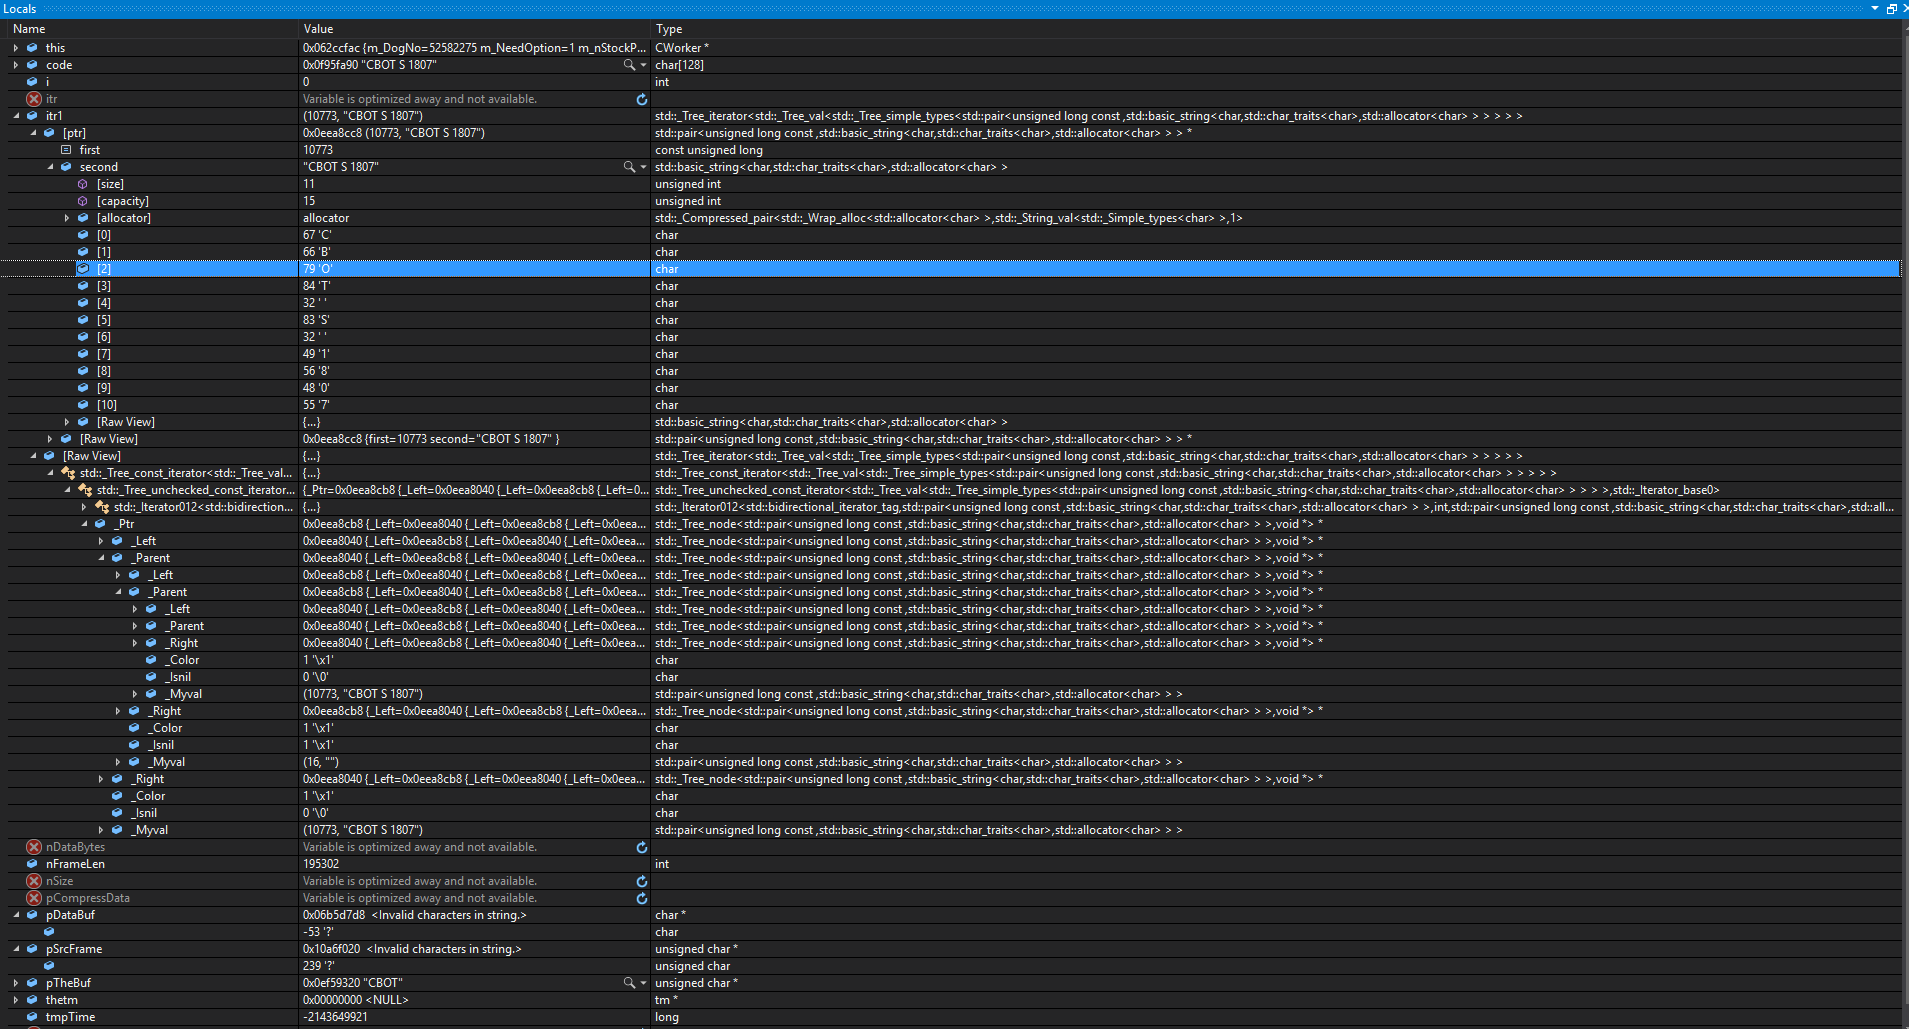 Locals
Name Value Type
this 0x062ccfac {m_DogNo=52582275 m_NeedOption=1 m_nStockP... CWorker *
code 0x0f95fa90 "CBOT S 1807" char[128]
i 0 int
itr Variable is optimized away and not available.
itr1 (10773, "CBOT S 1807") std::_Tree_iterator<std::_Tree_val<std::_Tree_simple_types<std::pair<unsigned long const ,std::basic_string<char,std::char_traits<char>,std::allocator<char> > > > > >
[ptr] 0x0eea8cc8 (10773, "CBOT S 1807") std::pair<unsigned long const ,std::basic_string<char,std::char_traits<char>,std::allocator<char> > > *
first 10773 const unsigned long
second "CBOT S 1807" std::basic_string<char,std::char_traits<char>,std::allocator<char> >
[size] 11 unsigned int
[capacity] 15 unsigned int
[allocator] allocator std::_Compressed_pair<std::_Wrap_alloc<std::allocator<char> >,std::_String_val<std::_Simple_types<char> >,1>
[0] 67 'C' char
[1] 66 'B' char
[2] 79 'O' char
[3] 84 'T' char
[4] 32 ' ' char
[5] 83 'S' char
[6] 32 ' ' char
[7] 49 '1' char
[8] 56 '8' char
[9] 48 '0' char
[10] 55 '7' char
[Raw View] {...} std::basic_string<char,std::char_traits<char>,std::allocator<char> >
[Raw View] 0x0eea8cc8 {first=10773 second="CBOT S 1807" } std::pair<unsigned long const ,std::basic_string<char,std::char_traits<char>,std::allocator<char> > > *
[Raw View] {...} std::_Tree_iterator<std::_Tree_val<std::_Tree_simple_types<std::pair<unsigned long const ,std::basic_string<char,std::char_traits<char>,std::allocator<char> > > > > >
std::_Tree_const_iterator<std::_Tree_val... {...} std::_Tree_const_iterator<std::_Tree_val<std::_Tree_simple_types<std::pair<unsigned long const ,std::basic_string<char,std::char_traits<char>,std::allocator<char> > > > > >
std::_Tree_unchecked_const_iterator... {_Ptr=0x0eea8cb8 {_Left=0x0eea8040 {_Left=0x0eea8cb8 {_Left=0... std::_Tree_unchecked_const_iterator<std::_Tree_val<std::_Tree_simple_types<std::pair<unsigned long const ,std::basic_string<char,std::char_traits<char>,std::allocator<char> > > > >,std::_Iterator_base0>
std::_Iterator012<std::bidirection... {...} std::_Iterator012<std::bidirectional_iterator_tag,std::pair<unsigned long const ,std::basic_string<char,std::char_traits<char>,std::allocator<char> > >,int,std::pair<unsigned long const ,std::basic_string<char,std::char_traits<char>,std::all...
_Ptr 0x0eea8cb8 {_Left=0x0eea8040 {_Left=0x0eea8cb8 {_Left=0x0eea... std::_Tree_node<std::pair<unsigned long const ,std::basic_string<char,std::char_traits<char>,std::allocator<char> > >,void *> *
_Left 0x0eea8040 {_Left=0x0eea8cb8 {_Left=0x0eea8040 {_Left=0x0eea... std::_Tree_node<std::pair<unsigned long const ,std::basic_string<char,std::char_traits<char>,std::allocator<char> > >,void *> *
_Parent 0x0eea8040 {_Left=0x0eea8cb8 {_Left=0x0eea8040 {_Left=0x0eea... std::_Tree_node<std::pair<unsigned long const ,std::basic_string<char,std::char_traits<char>,std::allocator<char> > >,void *> *
_Left 0x0eea8cb8 {_Left=0x0eea8040 {_Left=0x0eea8cb8 {_Left=0x0eea... std::_Tree_node<std::pair<unsigned long const ,std::basic_string<char,std::char_traits<char>,std::allocator<char> > >,void *> *
_Parent 0x0eea8cb8 {_Left=0x0eea8040 {_Left=0x0eea8cb8 {_Left=0x0eea... std::_Tree_node<std::pair<unsigned long const ,std::basic_string<char,std::char_traits<char>,std::allocator<char> > >,void *> *
_Left 0x0eea8040 {_Left=0x0eea8cb8 {_Left=0x0eea8040 {_Left=0x0eea... std::_Tree_node<std::pair<unsigned long const ,std::basic_string<char,std::char_traits<char>,std::allocator<char> > >,void *> *
_Parent 0x0eea8040 {_Left=0x0eea8cb8 {_Left=0x0eea8040 {_Left=0x0eea... std::_Tree_node<std::pair<unsigned long const ,std::basic_string<char,std::char_traits<char>,std::allocator<char> > >,void *> *
_Right 0x0eea8040 {_Left=0x0eea8cb8 {_Left=0x0eea8040 {_Left=0x0eea... std::_Tree_node<std::pair<unsigned long const ,std::basic_string<char,std::char_traits<char>,std::allocator<char> > >,void *> *
_Color 1 '\x1' char
_Isnil 0 '\0' char
_Myval (10773, "CBOT S 1807") std::pair<unsigned long const ,std::basic_string<char,std::char_traits<char>,std::allocator<char> > >
_Right 0x0eea8cb8 {_Left=0x0eea8040 {_Left=0x0eea8cb8 {_Left=0x0eea... std::_Tree_node<std::pair<unsigned long const ,std::basic_string<char,std::char_traits<char>,std::allocator<char> > >,void *> *
_Color 1 '\x1' char
_Isnil 1 '\x1' char
_Myval (16, "") std::pair<unsigned long const ,std::basic_string<char,std::char_traits<char>,std::allocator<char> > >
_Right 0x0eea8040 {_Left=0x0eea8cb8 {_Left=0x0eea8040 {_Left=0x0eea... std::_Tree_node<std::pair<unsigned long const ,std::basic_string<char,std::char_traits<char>,std::allocator<char> > >,void *> *
_Color 1 '\x1' char
_Isnil 0 '\0' char
_Myval (10773, "CBOT S 1807") std::pair<unsigned long const ,std::basic_string<char,std::char_traits<char>,std::allocator<char> > >
nDataBytes Variable is optimized away and not available.
nFrameLen 195302 int
nSize Variable is optimized away and not available.
pCompressData Variable is optimized away and not available.
pDataBuf 0x06b5d7d8 <Invalid characters in string.> char *
-53 '?' char
pSrcFrame 0x10a6f020 <Invalid characters in string.> unsigned char *
239 '?' unsigned char
pTheBuf 0x0ef59320 "CBOT" unsigned char *
thetm 0x00000000 <NULL> tm *
tmpTime -2143649921 long